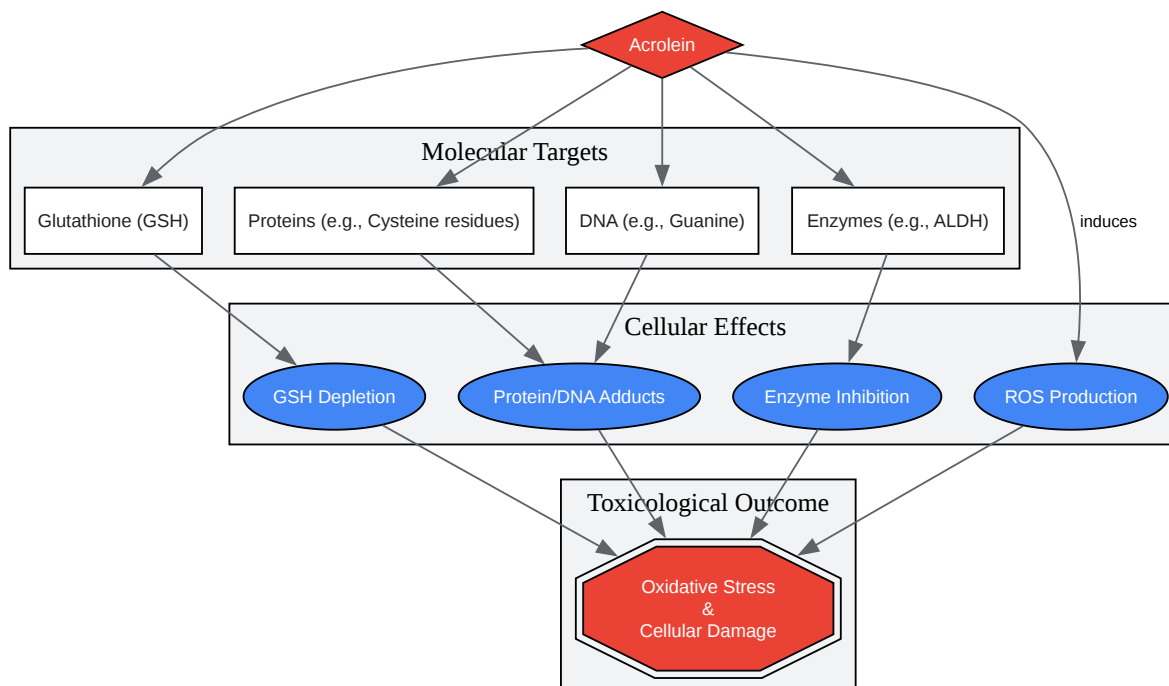 Acrolein
Molecular Targets
Glutathione (GSH)
Proteins (e.g., Cysteine residues)
DNA (e.g., Guanine)
Enzymes (e.g., ALDH)
induces
Cellular Effects
GSH Depletion
Protein/DNA Adducts
Enzyme Inhibition
ROS Production
Toxicological Outcome
Oxidative Stress
&
Cellular Damage